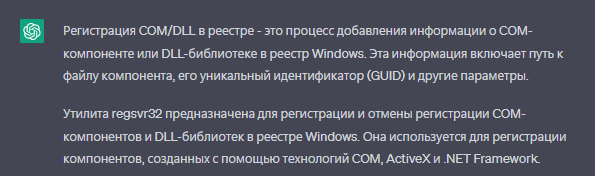 Регистрация COM/DLL в реестре - это процесс добавления информации о COM-
компоненте или DLL-библиотеке в реестр Windows. Эта информация включает путь к
файлу компонента, его уникальный идентификатор (GUID) и другие параметры.
Утилита regsvr32 предназначена для регистрации и отмены регистрации COM-
компонентов и DLL-библиотек в реестре Windows. Она используется для регистрации
компонентов, созданных с помощью технологий COM, ActiveX и .NET Framework.